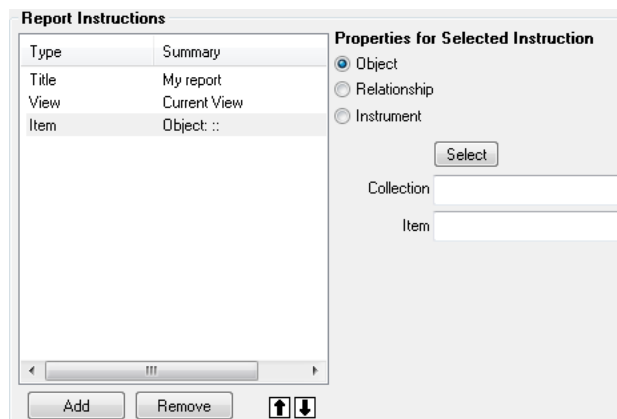 Report Instructions
Type Summary
Title My report
View Current View
Item Object: ::
Add Remove
Properties for Selected Instruction
Object
Relationship
Instrument
Select
Collection
Item